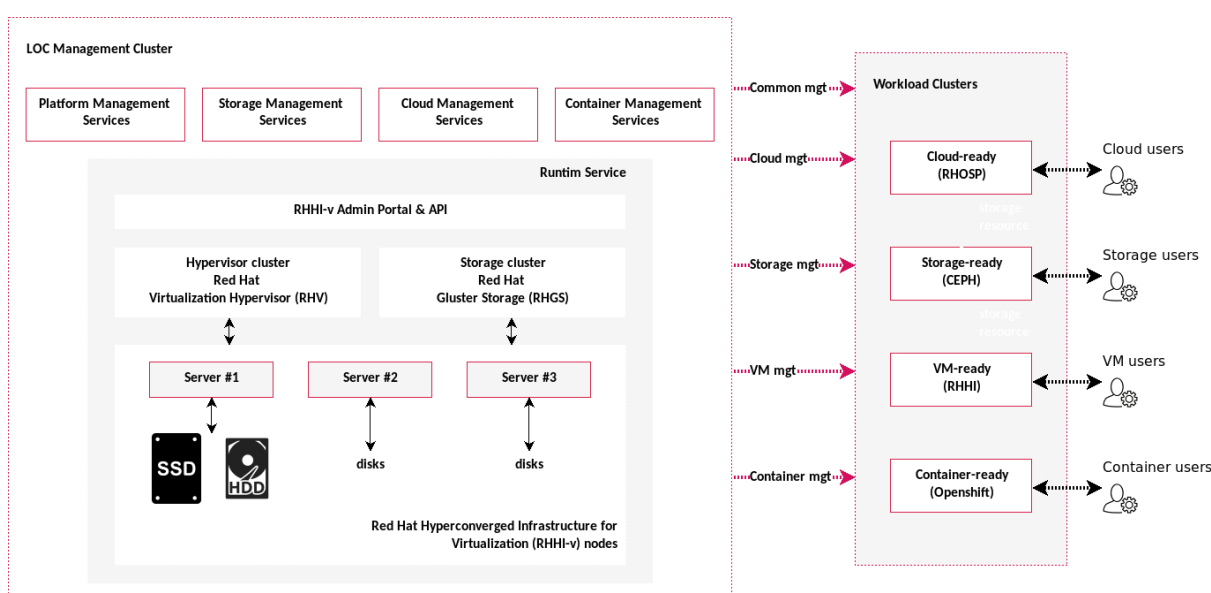 LOC Management Cluster
Platform Management
Services
Storage Management
Services
Cloud Management
Services
Container Management
Services
Runtim Service
RHHI-v Admin Portal & API
Hypervisor cluster
Red Hat
Virtualization Hypervisor (RHV)
Storage cluster
Red Hat
Gluster Storage (RHGS)
Server #1
Server #2
Server #3
SSD
HDD
disks
disks
Red Hat Hyperconverged Infrastructure for
Virtualization (RHHI-v) nodes
Common mgt
Cloud mgt
Storage mgt
VM mgt
Container mgt
Workload Clusters
Cloud-ready
(RHOSP)
storage
resource
Storage-ready
(CEPH)
storage
resource
VM-ready
(RHHI)
Container-ready
(Openshift)
Cloud users
Storage users
VM users
Container users